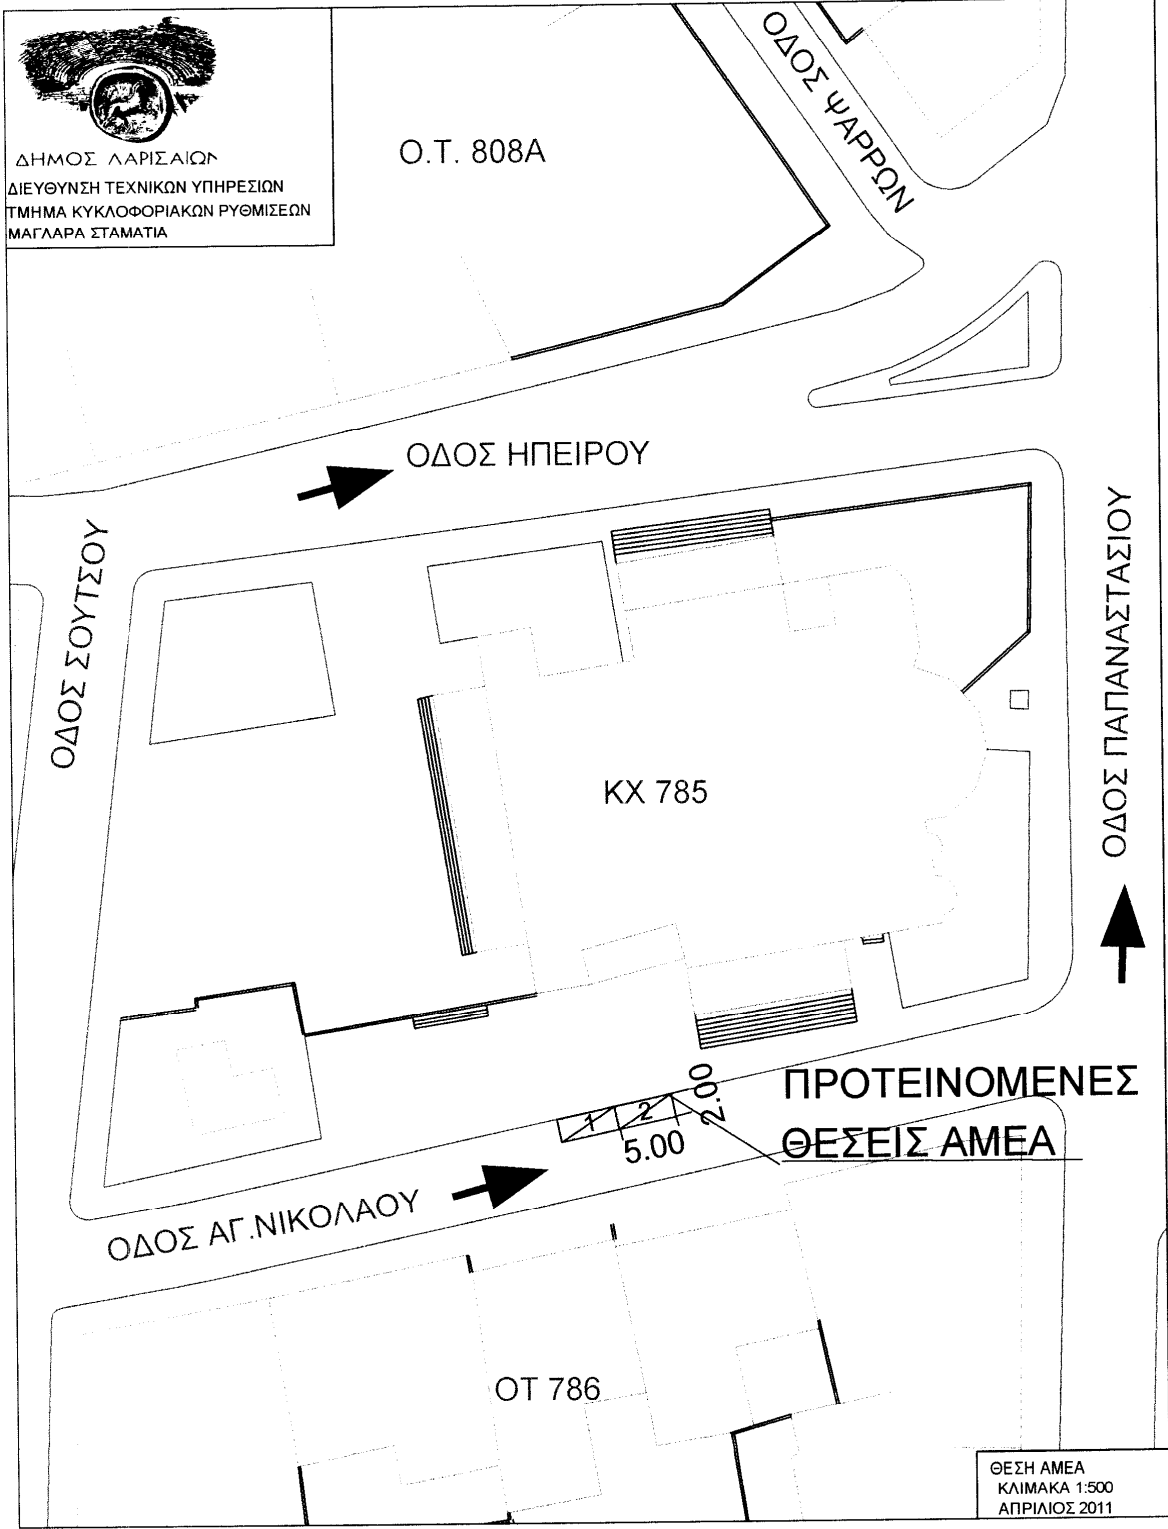 ΔΗΜΟΣ ΛΑΡΙΣΑΙΩΝ
ΔΙΕΥΘΥΝΣΗ ΤΕΧΝΙΚΩΝ ΥΠΗΡΕΣΙΩΝ
ΤΜΗΜΑ ΚΥΚΛΟΦΟΡΙΑΚΩΝ ΡΥΘΜΙΣΕΩΝ
ΜΑΓΛΑΡΑ ΣΤΑΜΑΤΙΑ
Ο.Τ. 808Α
ΟΔΟΣ ΨΑΡΡΩΝ
ΟΔΟΣ ΗΠΕΙΡΟΥ
ΟΔΟΣ ΣΟΥΤΣΟΥ
ΟΔΟΣ ΠΑΠΑΝΑΣΤΑΣΙΟΥ
ΚΧ 785
ΠΡΟΤΕΙΝΟΜΕΝΕΣ
ΘΕΣΕΙΣ ΑΜΕΑ
1
2
2.00
5.00
ΟΔΟΣ ΑΓ.ΝΙΚΟΛΑΟΥ
ΟΤ 786
ΘΕΣΗ ΑΜΕΑ
ΚΛΙΜΑΚΑ 1:500
ΑΠΡΙΛΙΟΣ 2011